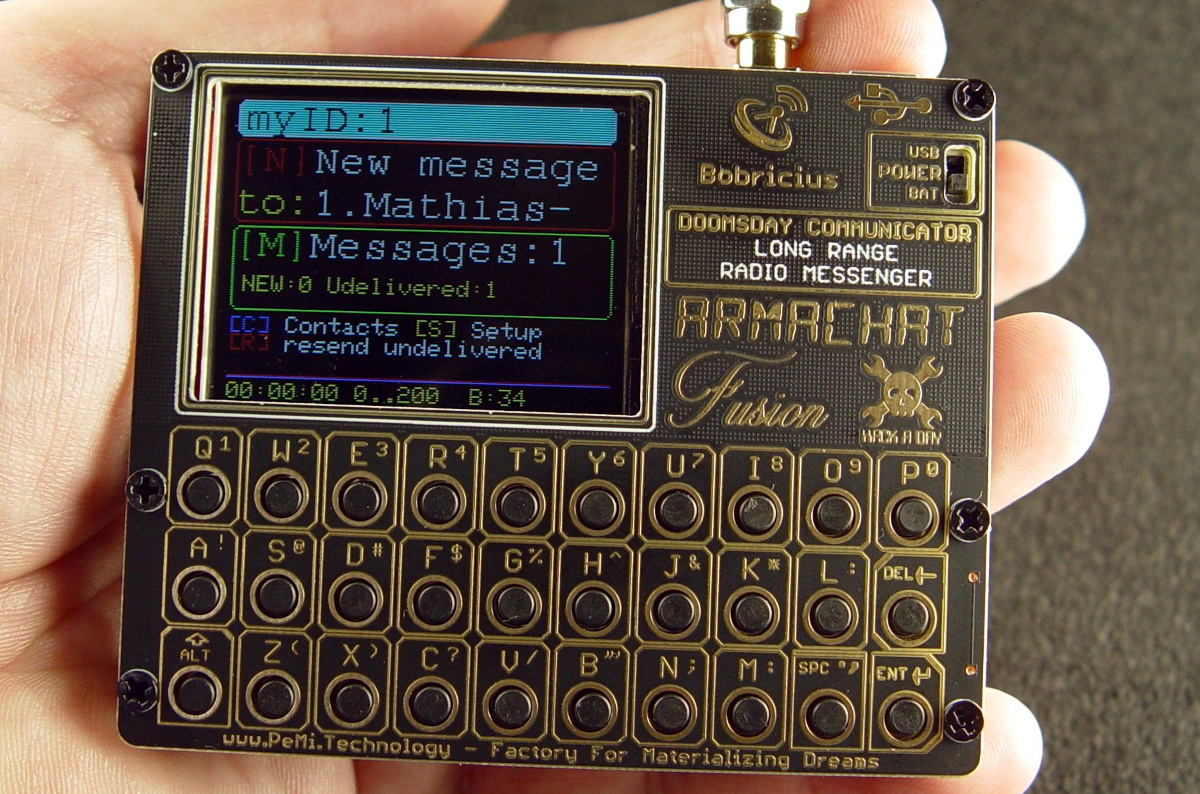 myID:1
[N]New message
to:1.Mathias-
[M]Messages:1
NEW:0 Udelivered:1
[C] Contacts [S] Setup
[R] resend undelivered
00:00:00 0..200 B:34
Bobricius
USB
POWER
BAT
DOOMSDAY COMMUNICATOR
LONG RANGE
RADIO MESSENGER
ARMACHAT
Fusion
HACK A DAY
Q1 W2 E3 R4 T5 Y6 U7 I8 O9 P0
A! S@ D# F$ G% H^ J& K* L: DEL
ALT Z( X) C? V/ B"' N; M: SPC ", ENT
www.PeMi.Technology - Factory For Materializing Dreams